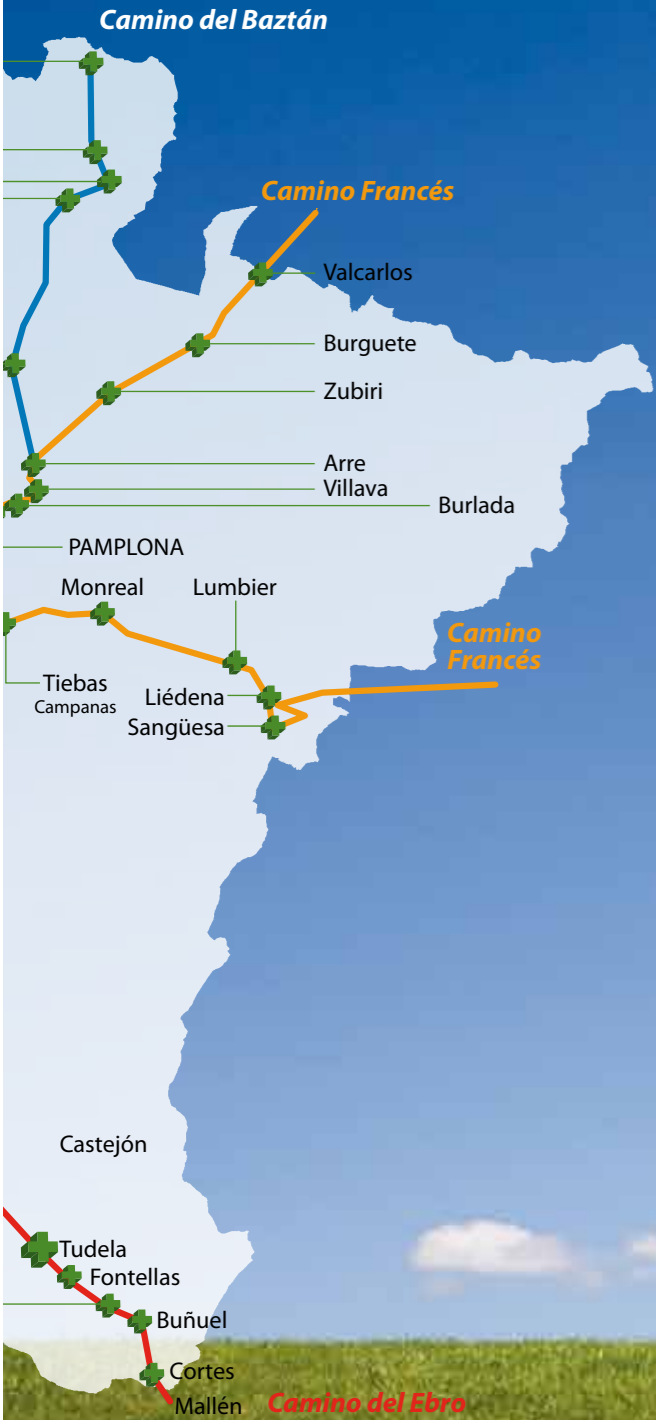 Camino del Baztán
Camino Francés
Valcarlos
Burguete
Zubiri
Arre
Villava
Burlada
PAMPLONA
Monreal
Lumbier
Camino
Francés
Tiebas
Campanas
Liédena
Sangüesa
Castejón
Tudela
Fontellas
Buñuel
Cortes
Mallén
Camino del Ebro